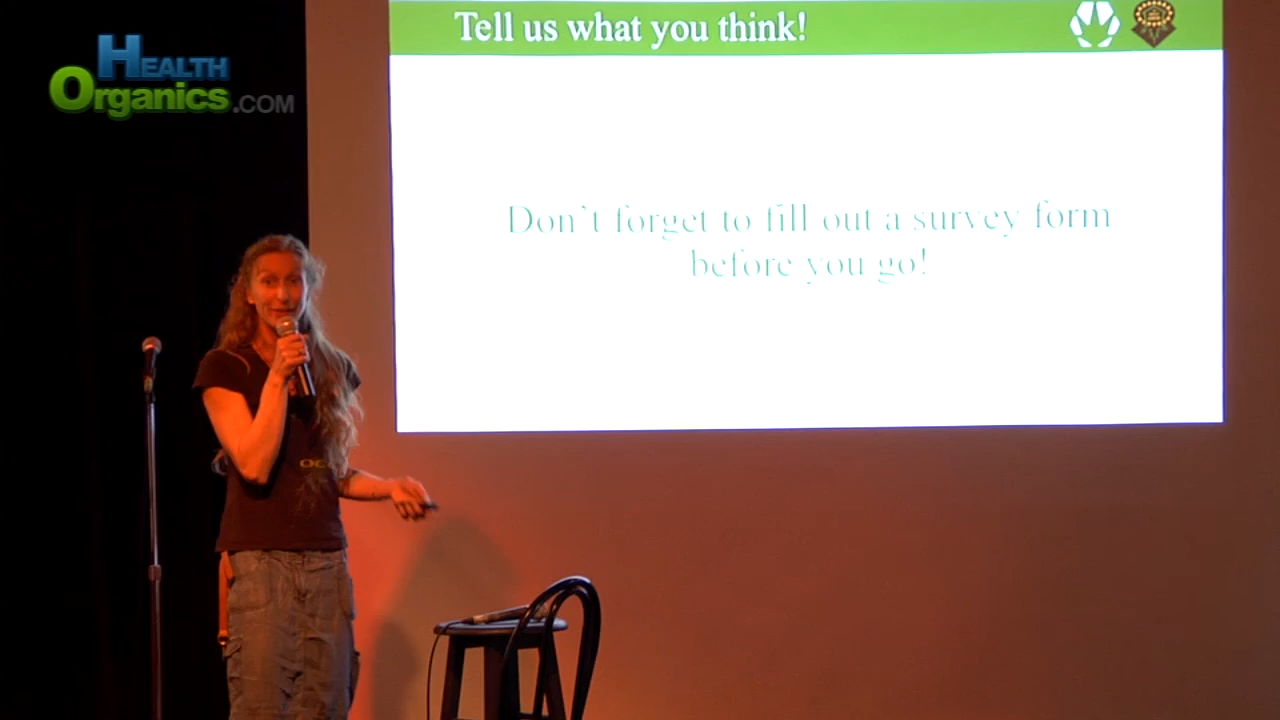 Tell us what you think!
HEALTH
Organics.COM
Don't forget to fill out a survey form
before you go!